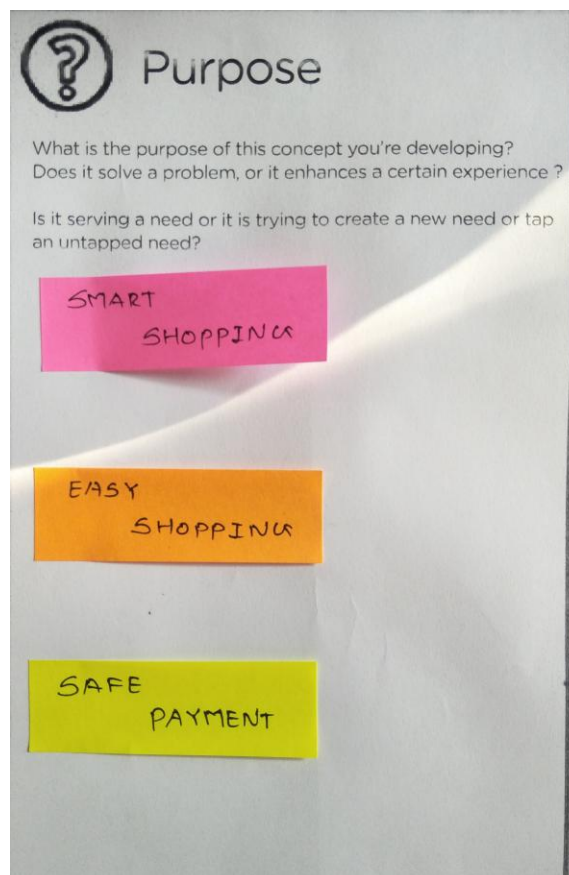 ?
Purpose
What is the purpose of this concept you're developing?
Does it solve a problem, or it enhances a certain experience ?
Is it serving a need or it is trying to create a new need or tap
an untapped need?
SMART
SHOPPING
EASY
SHOPPING
SAFE
PAYMENT